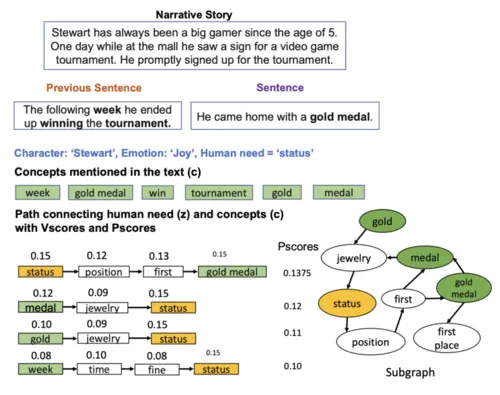 Narrative Story
Stewart has always been a big gamer since the age of 5.
One day while at the mall he saw a sign for a video game
tournament. He promptly signed up for the tournament.
Previous Sentence
Sentence
The following week he ended
up winning the tournament.
He came home with a gold medal.
Character: ‘Stewart’, Emotion: ‘Joy’, Human need = ‘status’
Concepts mentioned in the text (c)
week gold medal win tournament gold medal
Path connecting human need (z) and concepts (c)
with Vscores and Pscores
0.15 0.12 0.13 0.15
status position first gold medal
0.12 0.09 0.15
medal jewelry status
0.10 0.09 0.15
gold jewelry status
0.08 0.10 0.08 0.15
week time fine status
Pscores
0.1375
0.12
0.11
0.10
gold
jewelry
medal
status
first
gold
medal
position
first
place
Subgraph